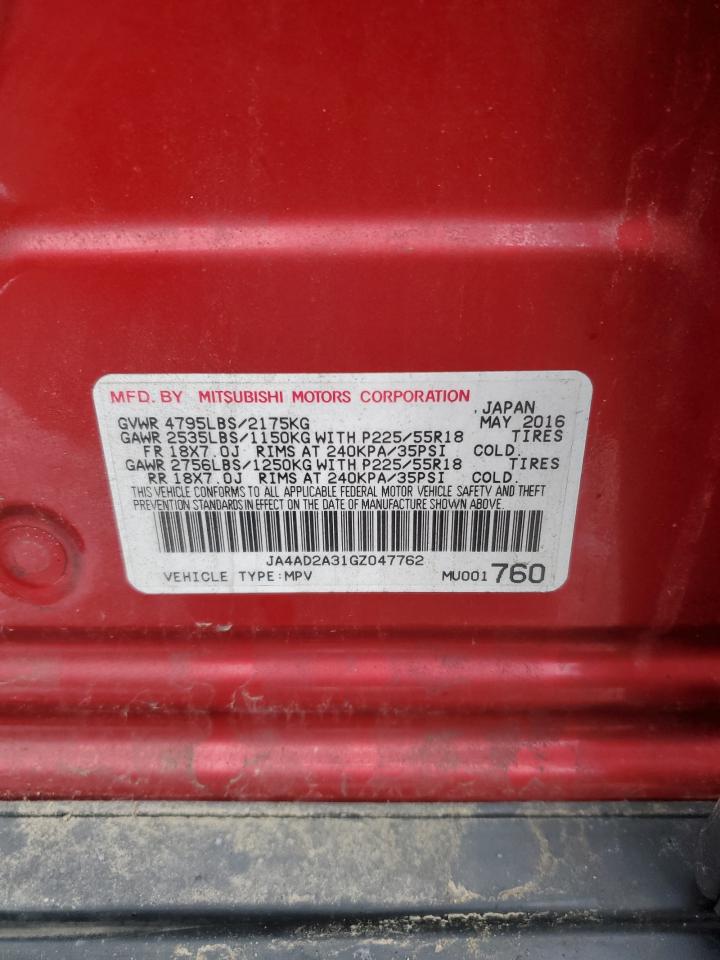 MFD. BY MITSUBISHI MOTORS CORPORATION
JAPAN
GVWR 4795LBS/2175KG MAY 2016
GAWR 2535LBS/1150KG WITH P225/55R18 TIRES
FR 18X7.0J RIMS AT 240KPA/35PSI COLD.
GAWR 2756LBS/1250KG WITH P225/55R18 TIRES
RR 18X7.0J RIMS AT 240KPA/35PSI COLD.
THIS VEHICLE CONFORMS TO ALL APPLICABLE FEDERAL MOTOR VEHICLE SAFETY AND THEFT
PREVENTION STANDARDS IN EFFECT ON THE DATE OF MANUFACTURE SHOWN ABOVE.
JA4AD2A31GZ047762
VEHICLE TYPE:MPV MU001760